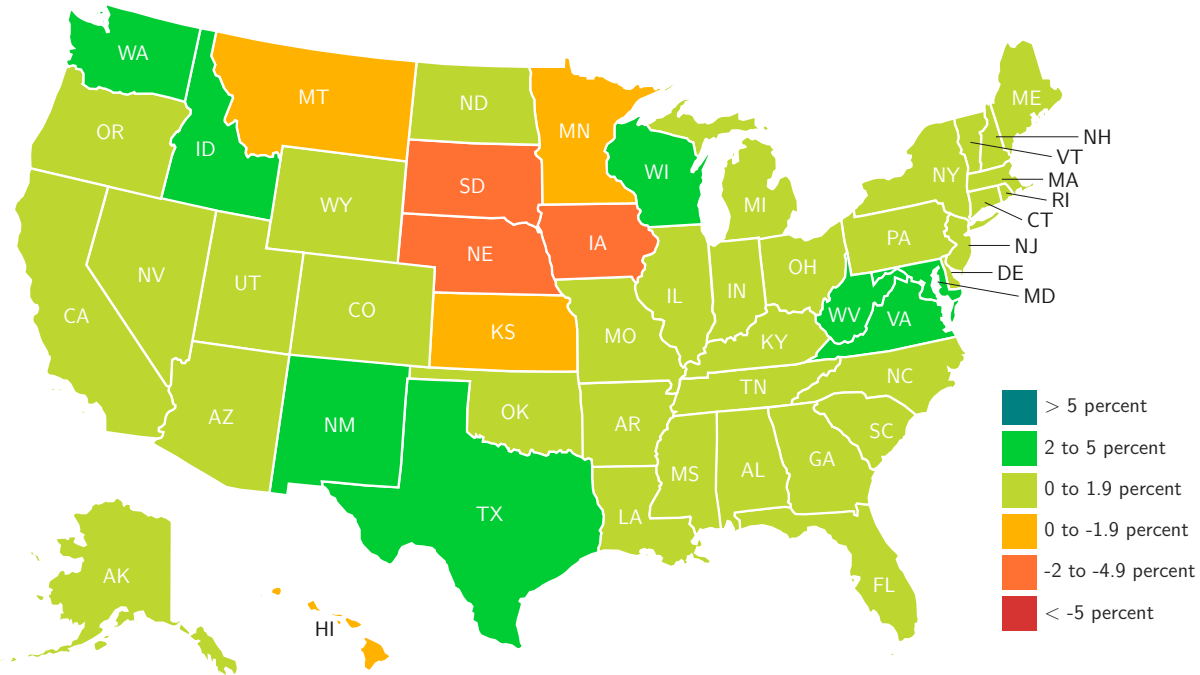 WA
MT
ND
MN
ME
OR
ID
SD
WI
NH
VT
NY
MA
RI
CT
WY
MI
NE
IA
PA
NJ
NV
UT
OH
DE
MD
CA
CO
IL
IN
WV
VA
KS
MO
KY
NC
AZ
NM
OK
TN
AR
SC
MS
AL
GA
TX
LA
FL
AK
HI
> 5 percent
2 to 5 percent
0 to 1.9 percent
0 to -1.9 percent
-2 to -4.9 percent
< -5 percent